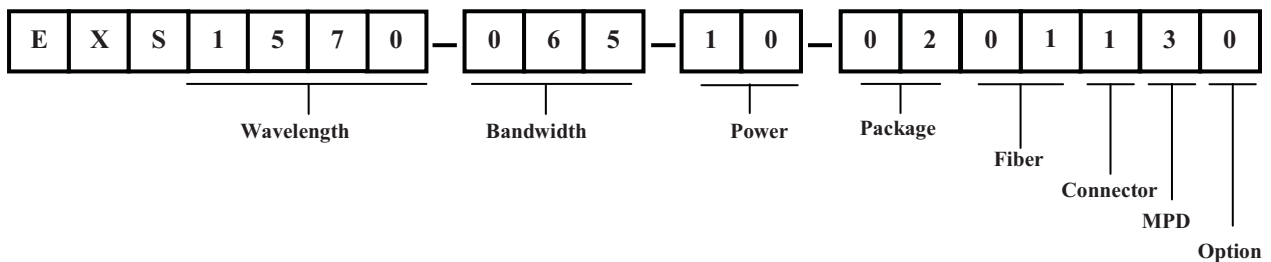 E X S 1 5 7 0 – 0 6 5 – 1 0 – 0 2 0 1 1 3 0
Wavelength Bandwidth Power Package
Fiber
Connector
MPD
Option